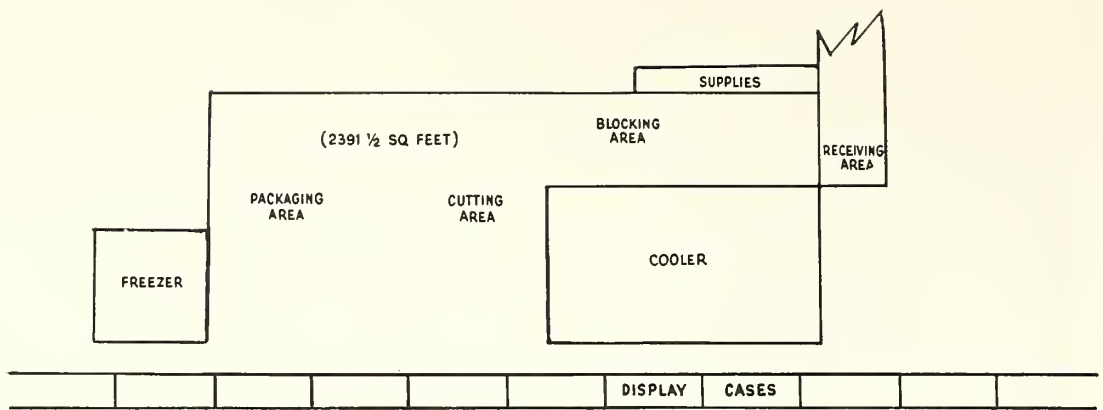 SUPPLIES
(2391 ½ SQ FEET)
BLOCKING
AREA
RECEIVING
AREA
PACKAGING
AREA
CUTTING
AREA
COOLER
FREEZER
DISPLAY CASES